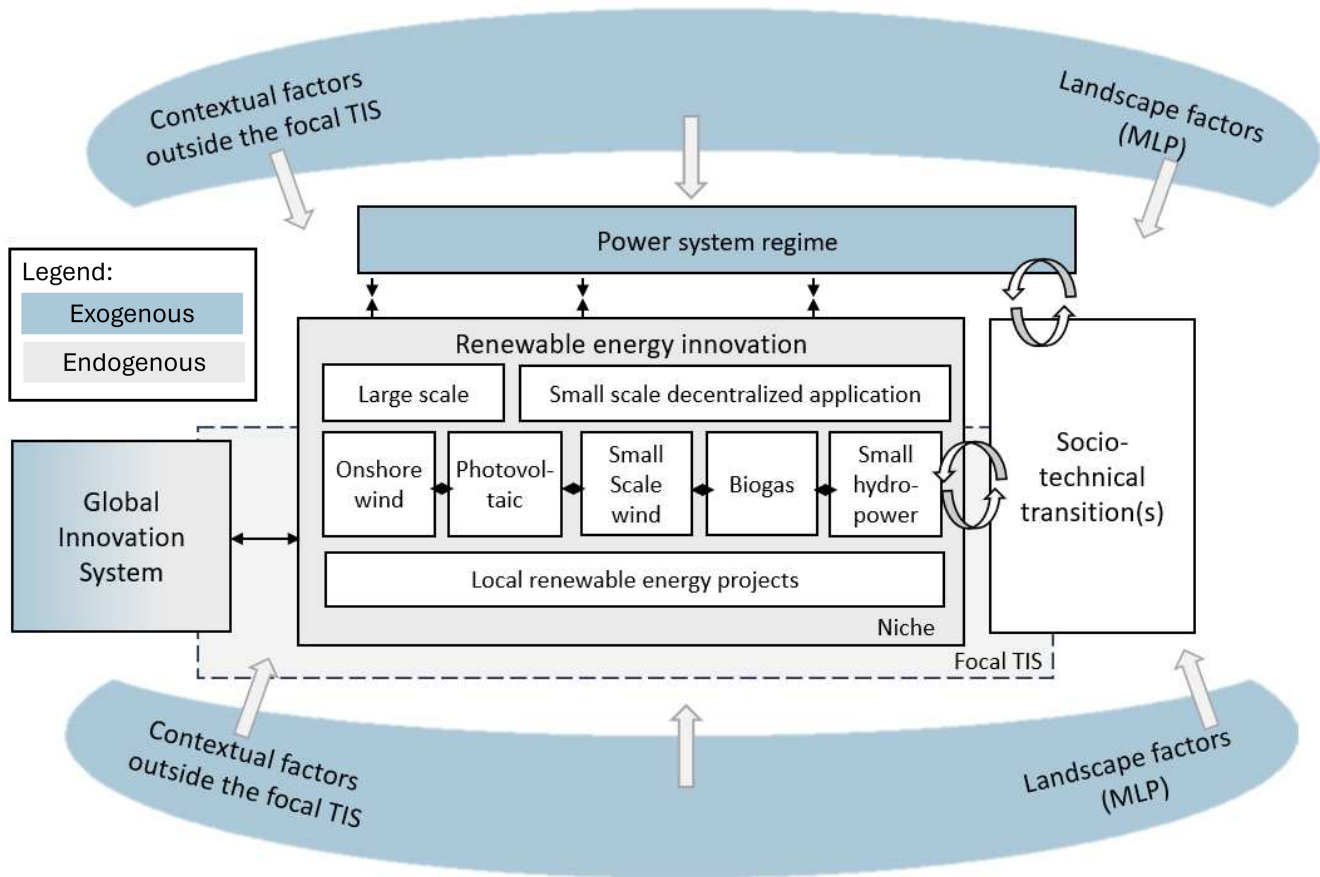 Contextual factors
outside the focal TIS
Landscape factors
(MLP)
Power system regime
Legend:
Exogenous
Endogenous
Renewable energy innovation
Large scale
Small scale decentralized application
Onshore
wind
Photovol-
taic
Small
Scale
wind
Biogas
Small
hydro-
power
Local renewable energy projects
Niche
Focal TIS
Global
Innovation
System
Socio-
technical
transition(s)
Contextual factors
outside the focal TIS
Landscape factors
(MLP)